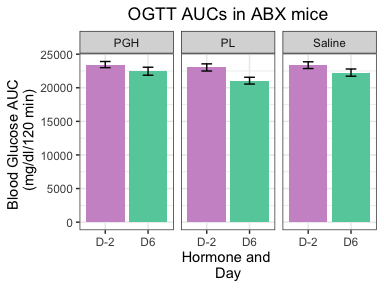 OGTT AUCs in ABX mice
PGH
PL
Saline
Blood Glucose AUC
(mg/dl/120 min)
25000
20000
15000
10000
5000
0
D-2
D6
D-2
D6
D-2
D6
Hormone and
Day